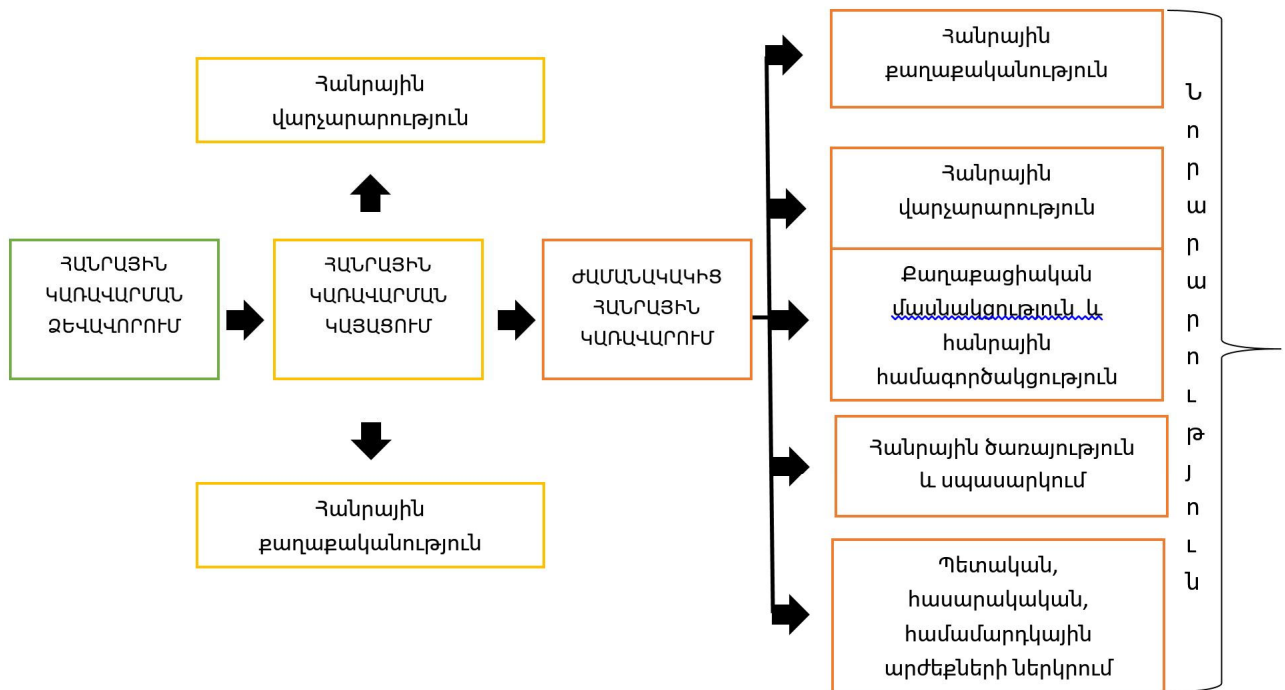 Հանրային
վարչարարություն
ՀԱՆՐԱՅԻՆ
ԿԱՌԱՎԱՐՄԱՆ
ՁԵՎԱՎՈՐՈՒՄ
ՀԱՆՐԱՅԻՆ
ԿԱՌԱՎԱՐՄԱՆ
ԿԱՅԱՑՈՒՄ
ԺԱՄԱՆԱԿԱԿԻՑ
ՀԱՆՐԱՅԻՆ
ԿԱՌԱՎԱՐՈՒՄ
Հանրային
քաղաքականություն
Հանրային
քաղաքականություն
Հանրային
վարչարարություն
Քաղաքացիական
մասնակցություն և
հանրային
համագործակցություն
Հանրային ծառայություն
և սպասարկում
Պետական,
հասարակական,
համամարդկային
արժեքների ներկրում
Նորարարություն